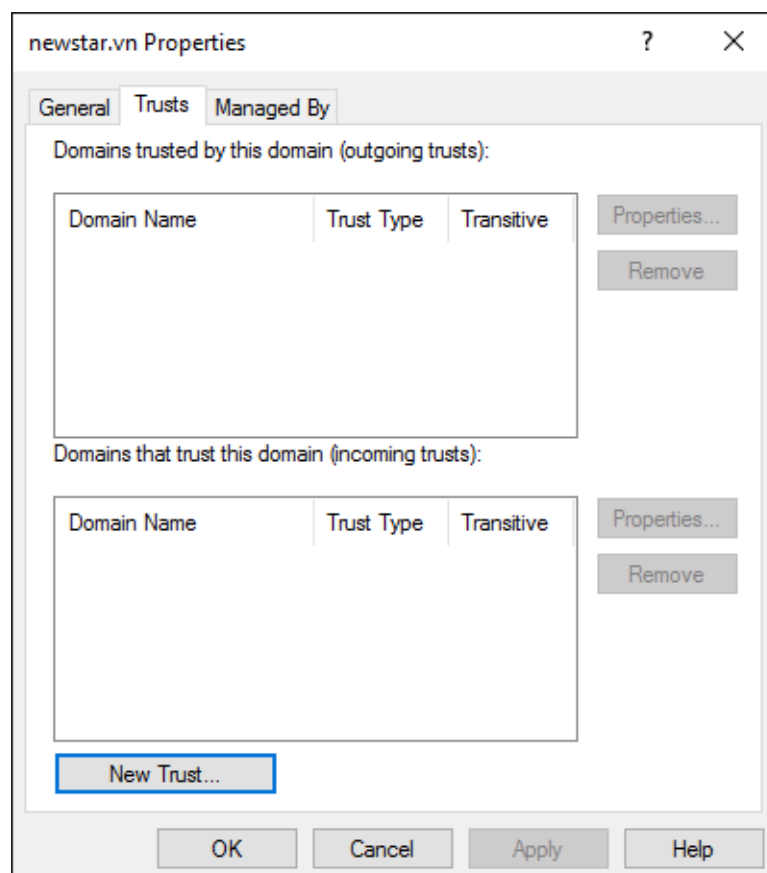 newstar.vn Properties ?
General Trusts Managed By
Domains trusted by this domain (outgoing trusts):
Domain Name Trust Type Transitive
Properties...
Remove
Domains that trust this domain (incoming trusts):
Domain Name Trust Type Transitive
Properties...
Remove
New Trust...
OK Cancel Apply Help